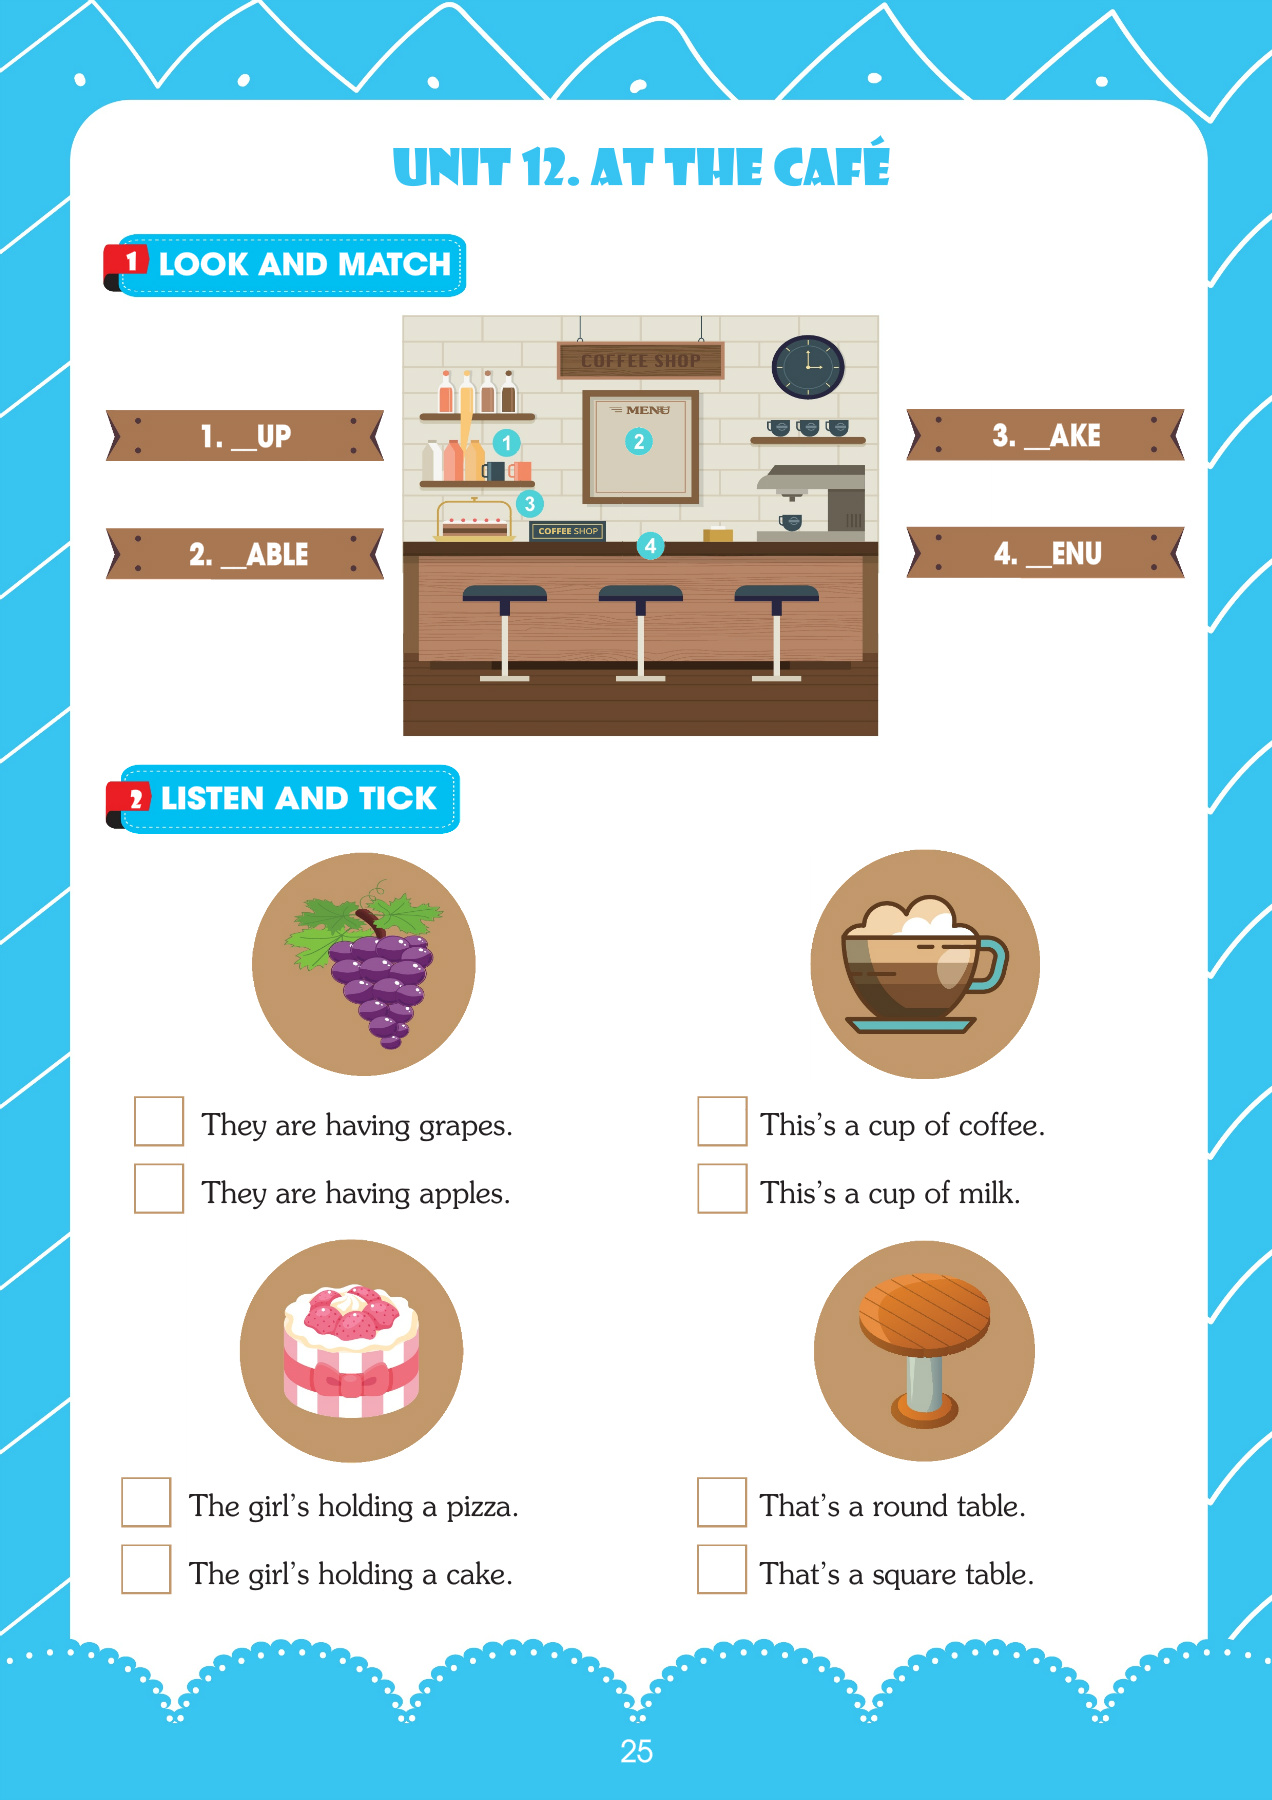 UNIT 12. AT THE CAFÉ
1 LOOK AND MATCH
COFFEE SHOP
MENU
1
2
3
COFFEE SHOP
4
1. __UP
2. __ABLE
3. __AKE
4. __ENU
2 LISTEN AND TICK
They are having grapes.
They are having apples.
This's a cup of coffee.
This's a cup of milk.
The girl's holding a pizza.
The girl's holding a cake.
That's a round table.
That's a square table.
25